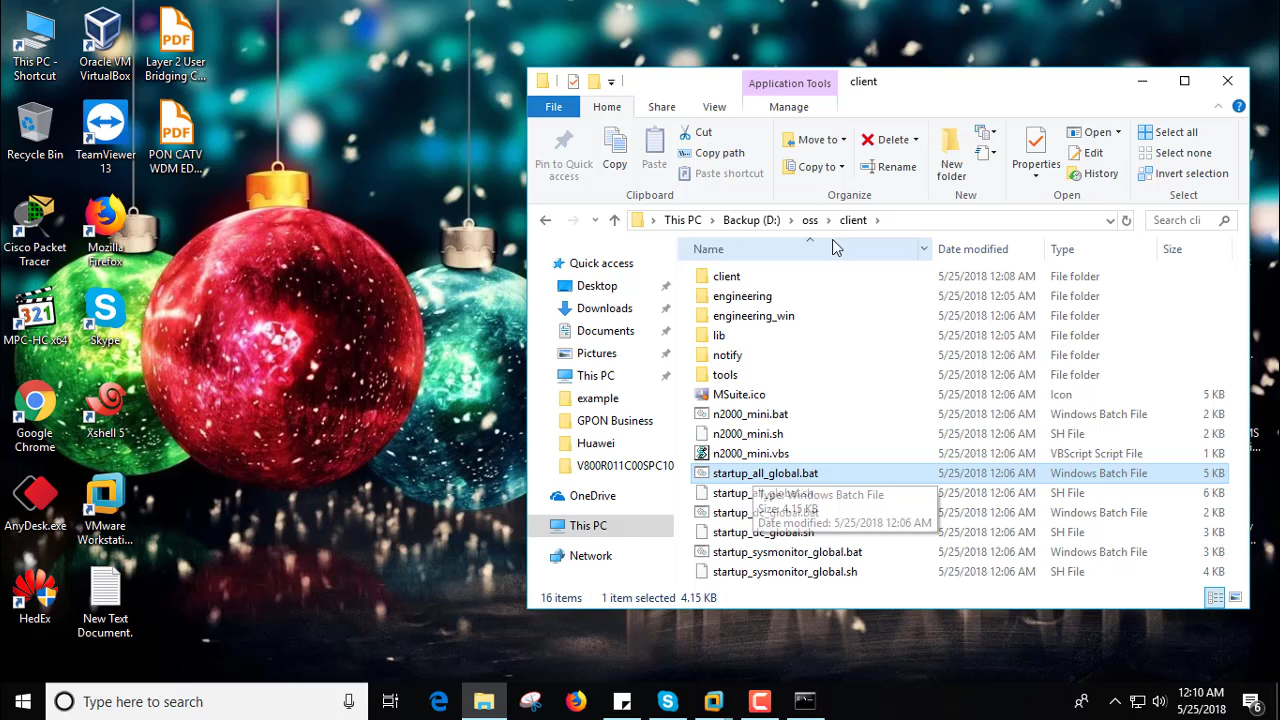 This PC -
Shortcut
Oracle VM
VirtualBox
PDF
Layer 2 User
Bridging C...
Recycle Bin
TeamViewer
13
PDF
PON CATV
WDM ED...
Cisco Packet
Tracer
Mozilla
Firefox
MPC-HC x64
Skype
Google
Chrome
Xshell 5
AnyDesk.exe
VMware
Workstati...
HedEx
New Text
Document.
Application Tools
client
File
Home
Share
View
Manage
Pin to Quick
access
Copy
Paste
Cut
Copy path
Paste shortcut
Clipboard
Move to
Copy to
Delete
Rename
Organize
New
folder
New
Properties
Open
Edit
History
Open
Select all
Select none
Invert selection
Select
This PC > Backup (D:) > oss > client >
Search cli
Quick access
Desktop
Downloads
Documents
Pictures
This PC
example
GPON Business
Huawei
V800R011C00SPC10
OneDrive
This PC
Network
Name Date modified Type Size
client 5/25/2018 12:08 AM File folder
engineering 5/25/2018 12:05 AM File folder
engineering_win 5/25/2018 12:06 AM File folder
lib 5/25/2018 12:05 AM File folder
notify 5/25/2018 12:06 AM File folder
tools 5/25/2018 12:06 AM File folder
MSuite.ico 5/25/2018 12:06 AM Icon 5 KB
n2000_mini.bat 5/25/2018 12:06 AM Windows Batch File 2 KB
n2000_mini.sh 5/25/2018 12:06 AM SH File 2 KB
n2000_mini.vbs 5/25/2018 12:06 AM VBScript Script File 2 KB
startup_all_global.bat 5/25/2018 12:06 AM Windows Batch File 5 KB
startup_all_global.sh 5/25/2018 12:06 AM SH File 6 KB
startup_dc_global.bat 5/25/2018 12:06 AM Windows Batch File 2 KB
startup_dc_global.sh 5/25/2018 12:06 AM SH File 3 KB
startup_sysmonitor_global.bat 5/25/2018 12:06 AM Windows Batch File 3 KB
startup_sysmonitor_global.sh 5/25/2018 12:06 AM SH File 4 KB
Type: Windows Batch File
Size: 4.15 KB
Date modified: 5/25/2018 12:06 AM
16 items 1 item selected 4.15 KB
Type here to search
12:10 AM
5/25/2018
6